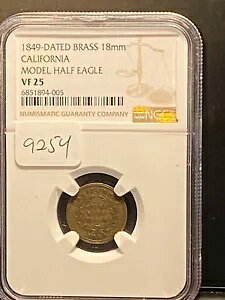 1849-DATED BRASS 18mm
CALIFORNIA
MODEL HALF EAGLE
VF 25
6851894-005
NUMISMATIC GUARANTY COMPANY
NGC
9254